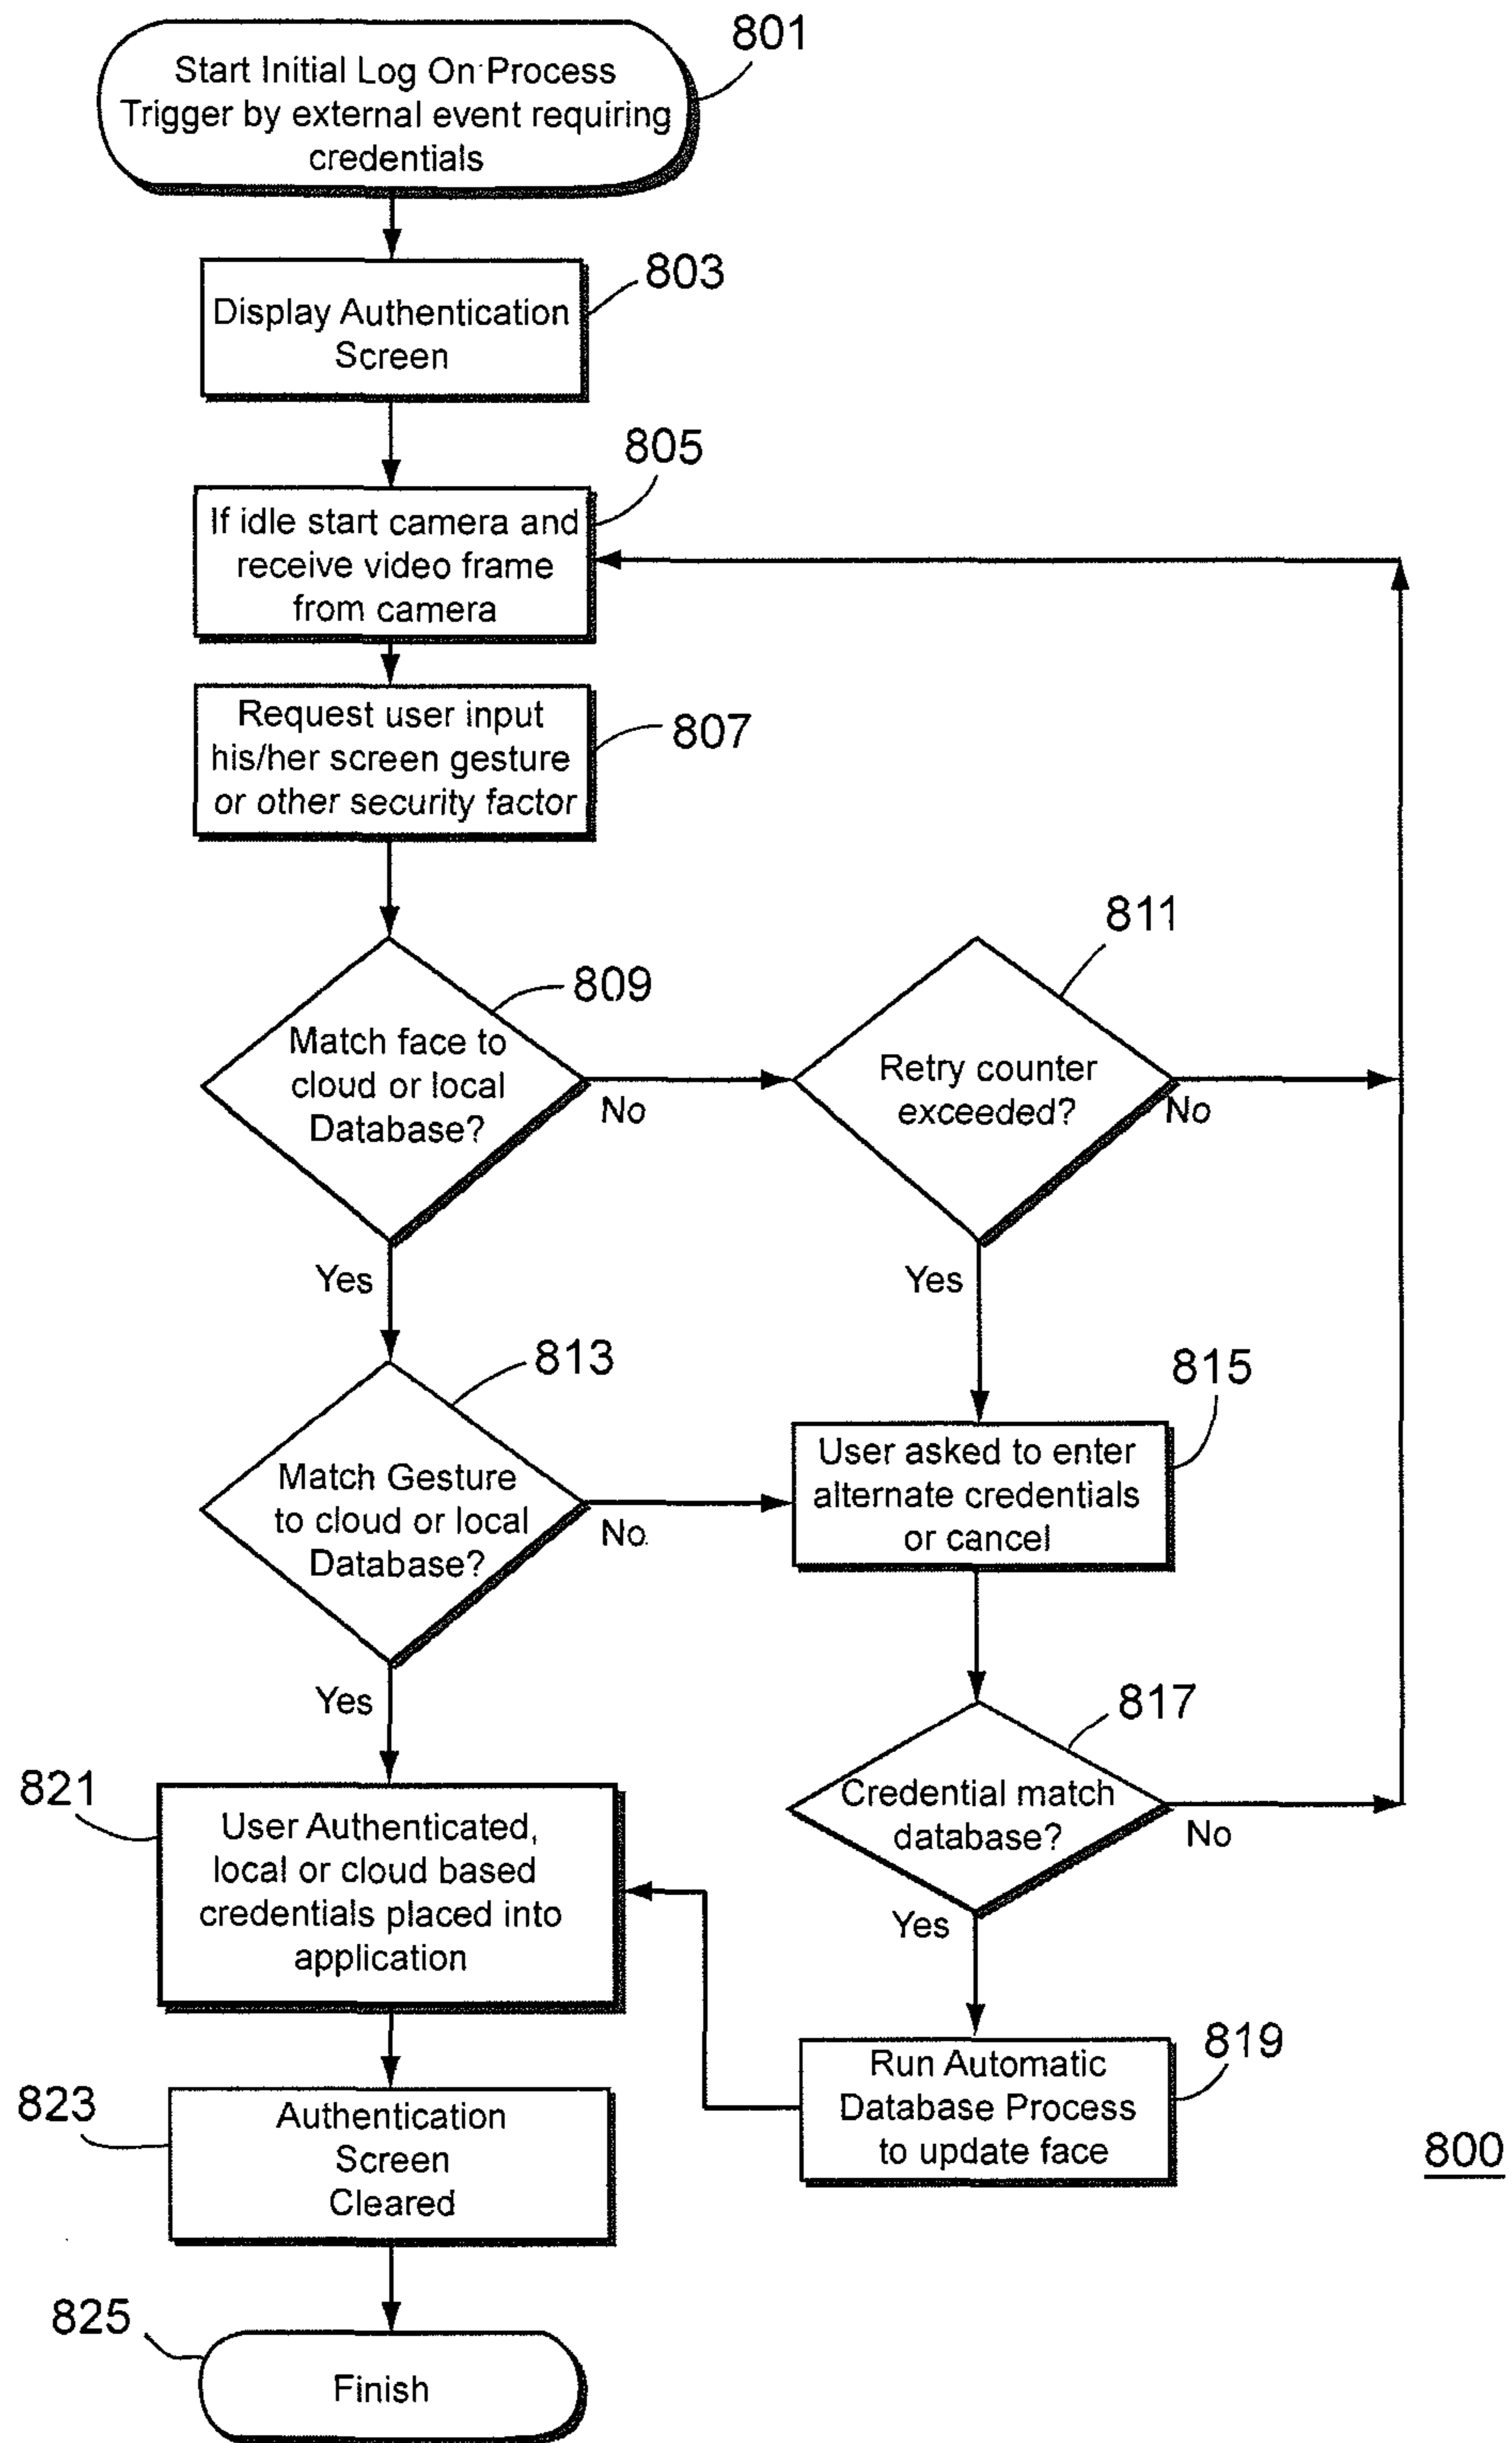 801
Start Initial Log On Process
Trigger by external event requiring
credentials
803
Display Authentication
Screen
805
If idle start camera and
receive video frame
from camera
Request user input
his/her screen gesture
or other security factor
807
809
Match face to
cloud or local
Database?
No
Yes
811
Retry counter
exceeded?
No
Yes
813
Match Gesture
to cloud or local
Database?
No
Yes
815
User asked to enter
alternate credentials
or cancel
817
Credential match
database?
No
Yes
821
User Authenticated,
local or cloud based
credentials placed into
application
819
Run Automatic
Database Process
to update face
823
Authentication
Screen
Cleared
825
Finish
800